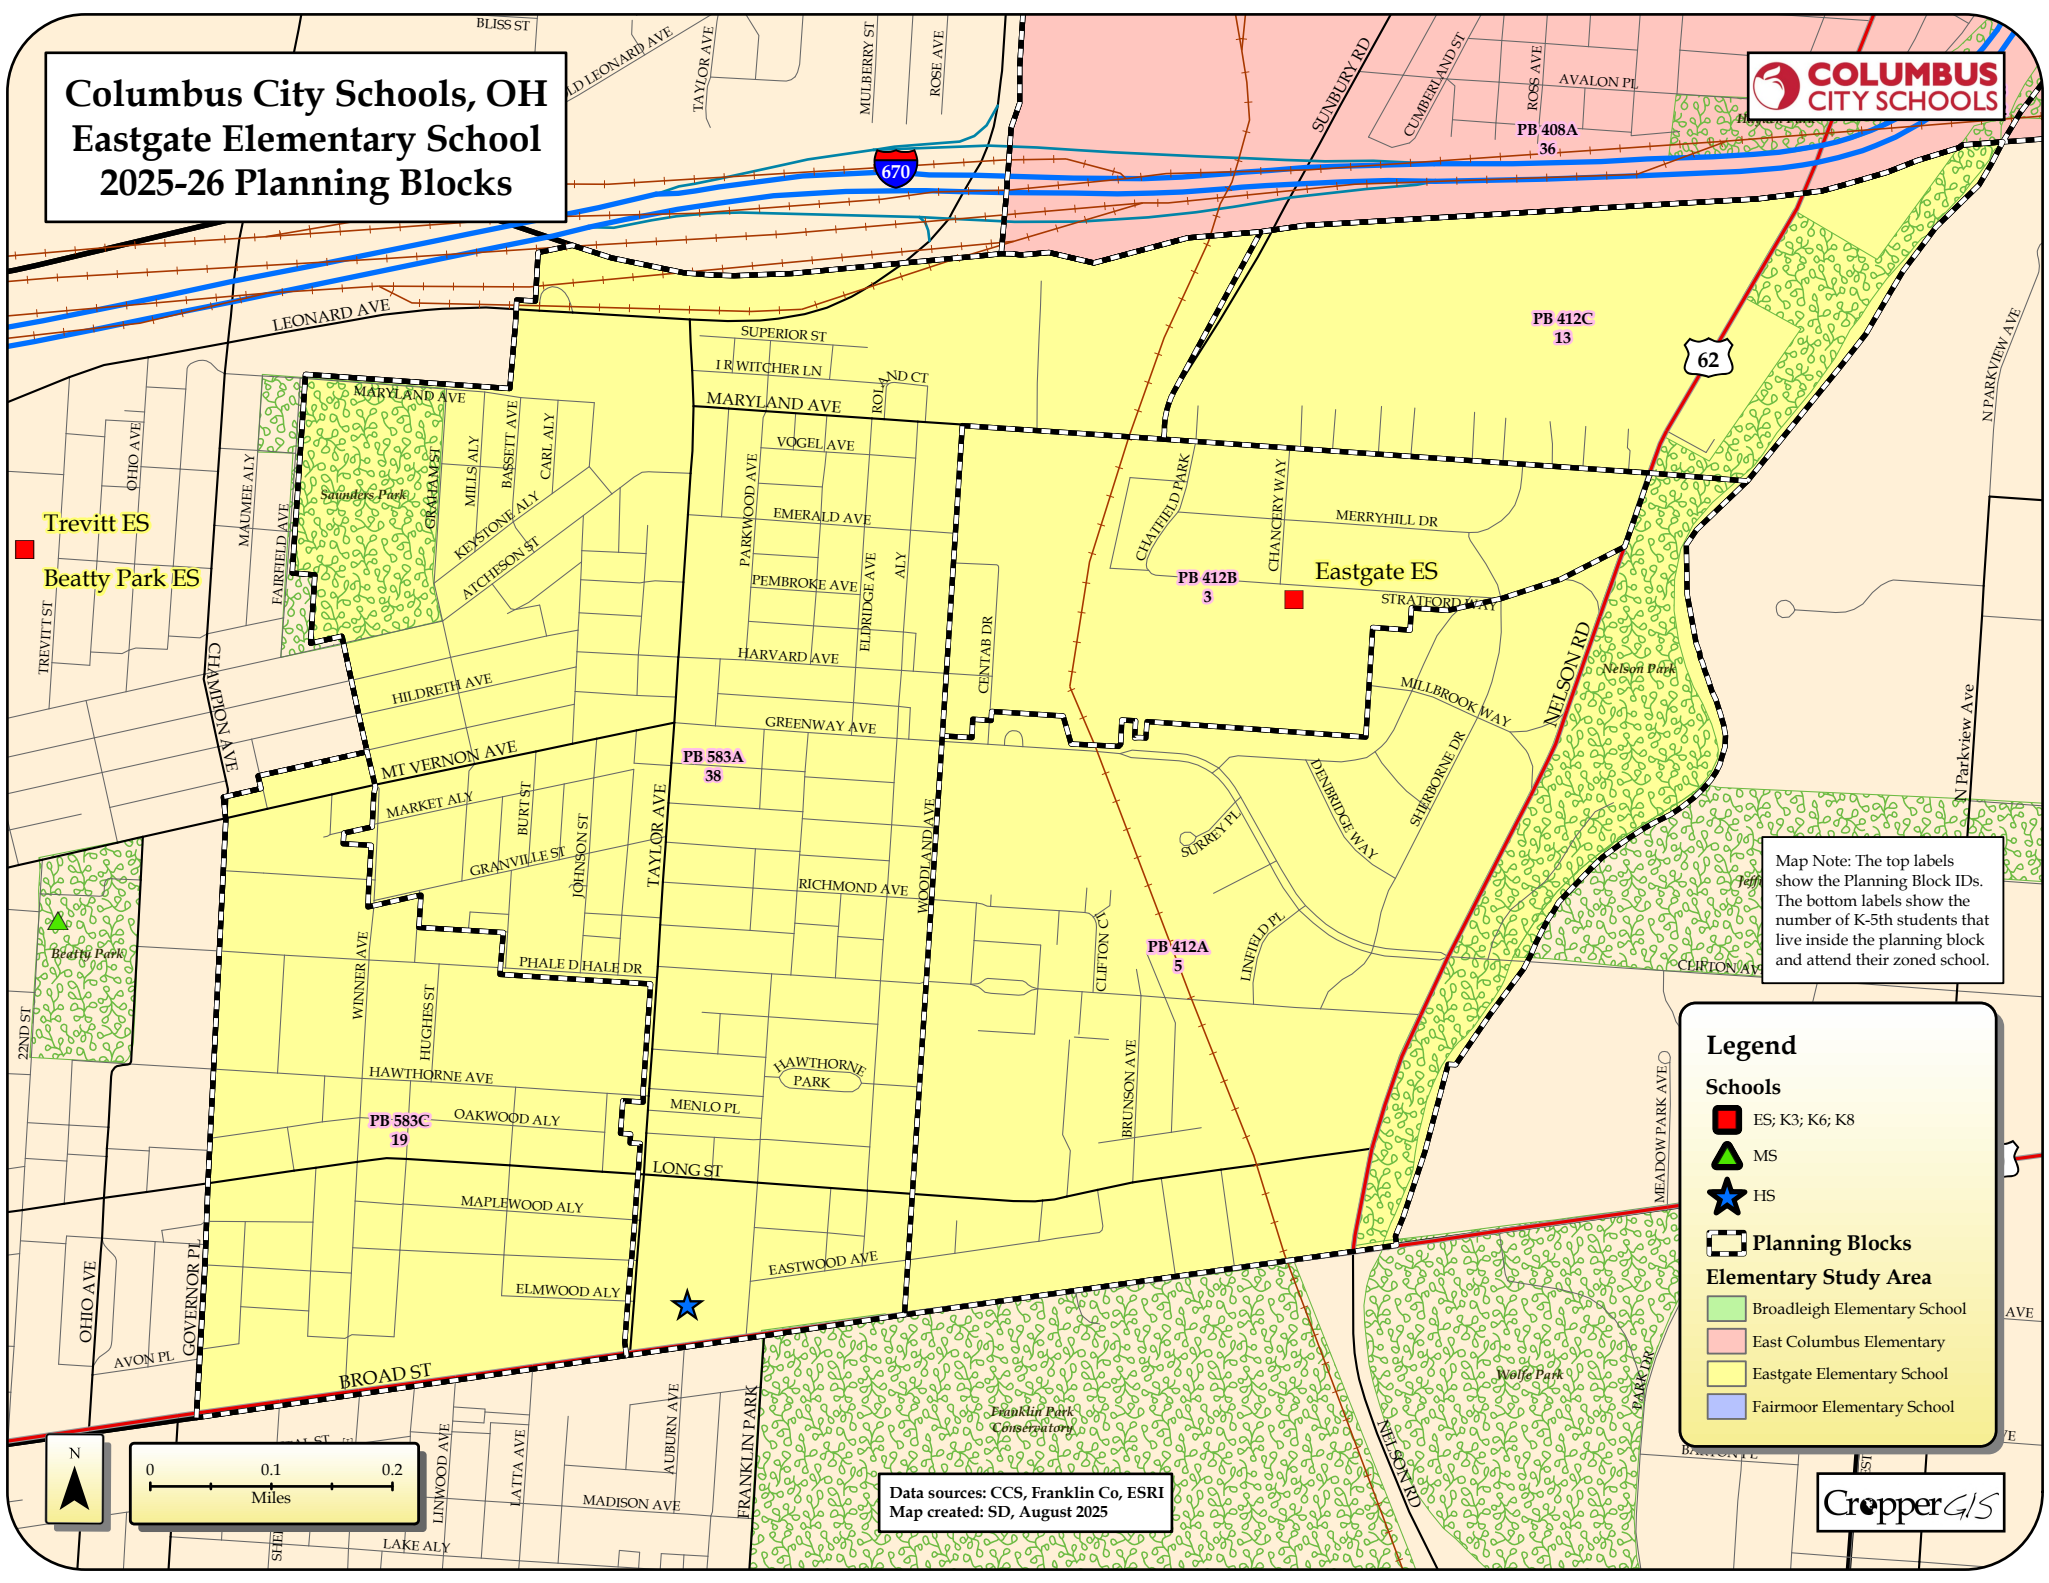 Columbus City Schools, OH
Eastgate Elementary School
2025-26 Planning Blocks
COLUMBUS
CITY SCHOOLS
BLISS ST
LD LEONARD AVE
TAYLOR AVE
MULBERRY ST
ROSE AVE
SUNBURY RD
CUMBERLAND ST
ROSS AVE
AVALON PL
PB 408A
36
670
LEONARD AVE
SUPERIOR ST
I R WITCHER LN
ROLAND CT
MARYLAND AVE
MARYLAND AVE
VOGEL AVE
PB 412C
13
62
N PARKVIEW AVE
OHIO AVE
MAUMEE ALY
FAIRFIELD AVE
Saunders Park
GRAHAM ST
MILLS ALY
BASSETT AVE
CARL ALY
KEYSTONE ALY
ATCHESON ST
PARKWOOD AVE
EMERALD AVE
PEMBROKE AVE
ELDRIDGE AVE
ALY
HARVARD AVE
CHATFIELD PARK
CHANCERY WAY
MERRYHILL DR
Trevitt ES
Beatty Park ES
TREVITT ST
CHAMPION AVE
PB 412B
3
Eastgate ES
STRATFORD WAY
CENTAB DR
HILDRETH AVE
GREENWAY AVE
MILLBROOK WAY
NELSON RD
Nelson Park
N Parkview Ave
MT VERNON AVE
PB 583A
38
MARKET ALY
BURT ST
JOHNSON ST
GRANVILLE ST
TAYLOR AVE
WOODLAND AVE
RICHMOND AVE
SURREY PL
DENBRIDGE WAY
SHERBORNE DR
LINFIELD PL
CLIFTON CT
PB 412A
5
Beatty Park
22ND ST
WINNER AVE
HUGHES ST
PHALE D HALE DR
CLIFTON AV
Map Note: The top labels
show the Planning Block IDs.
The bottom labels show the
number of K-5th students that
live inside the planning block
and attend their zoned school.
HAWTHORNE AVE
HAWTHORNE
PARK
MENLO PL
OAKWOOD ALY
PB 583C
19
BRUNSON AVE
MEADOW PARK AVE
LONG ST
MAPLEWOOD ALY
ELMWOOD ALY
EASTWOOD AVE
GOVERNOR PL
OHIO AVE
AVON PL
BROAD ST
Franklin Park
Conservatory
Wolfe Park
PARK DR
NELSON RD
AUBURN AVE
FRANKLIN PARK
LINWOOD AVE
LATTA AVE
MADISON AVE
LAKE ALY
Legend
Schools
ES; K3; K6; K8
MS
HS
Planning Blocks
Elementary Study Area
Broadleigh Elementary School
East Columbus Elementary
Eastgate Elementary School
Fairmoor Elementary School
AVE
N
0 0.1 0.2
Miles
Data sources: CCS, Franklin Co, ESRI
Map created: SD, August 2025
Cropper GIS